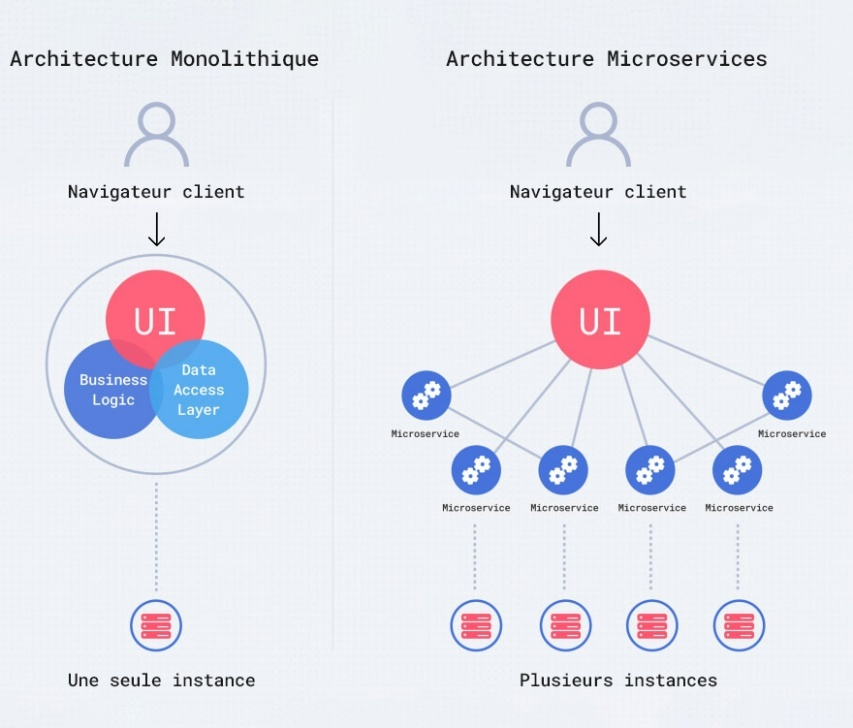 Architecture Monolithique
Navigateur client
UI
Business
Logic
Data
Access
Layer
Une seule instance
Architecture Microservices
Navigateur client
UI
Microservice
Microservice
Microservice
Microservice
Microservice
Microservice
Plusieurs instances